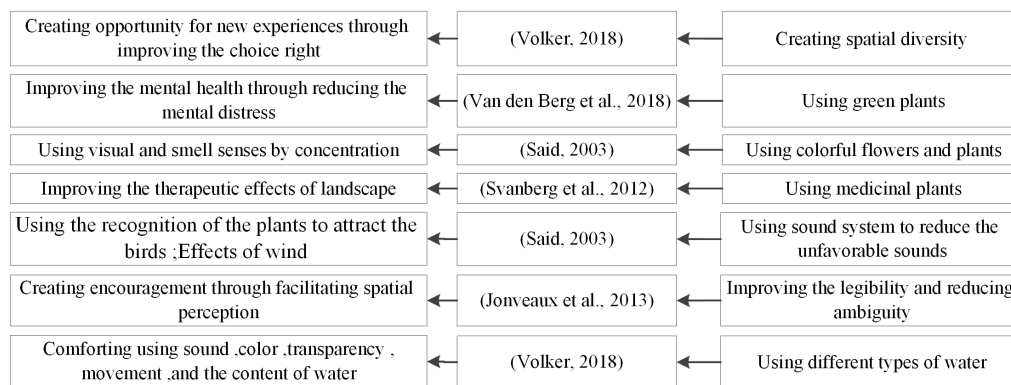 Creating opportunity for new experiences through
improving the choice right
(Volker, 2018)
Creating spatial diversity
Improving the mental health through reducing the
mental distress
(Van den Berg et al., 2018)
Using green plants
Using visual and smell senses by concentration
(Said, 2003)
Using colorful flowers and plants
Improving the therapeutic effects of landscape
(Svanberg et al., 2012)
Using medicinal plants
Using the recognition of the plants to attract the
birds ;Effects of wind
(Said, 2003)
Using sound system to reduce the
unfavorable sounds
Creating encouragement through facilitating spatial
perception
(Jonveaux et al., 2013)
Improving the legibility and reducing
ambiguity
Comforting using sound ,color ,transparency ,
movement ,and the content of water
(Volker, 2018)
Using different types of water